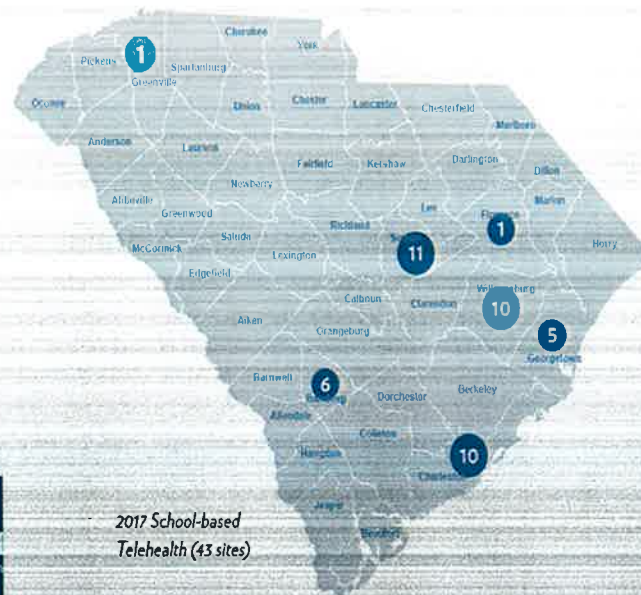 Cherokee
York
1
Pickens
Spartanburg
Greenville
Oconee
Union
Chester
Lancaster
Chesterfield
Marlboro
Anderson
Laurens
Fairfield
Kershaw
Darlington
Dillon
Newberry
Marion
Abbeville
Greenwood
Lee
Florence
1
Richland
Saluda
11
Horry
McCormick
Lexington
Edgefield
Williamsburg
Calhoun
Clarendon
10
Aiken
Orangeburg
5
Georgetown
Barnwell
6
Berkeley
Dorchester
Allendale
Colleton
Hampton
10
Charleston
Jasper
2017 School-based
Telehealth (43 sites)
Beaufort